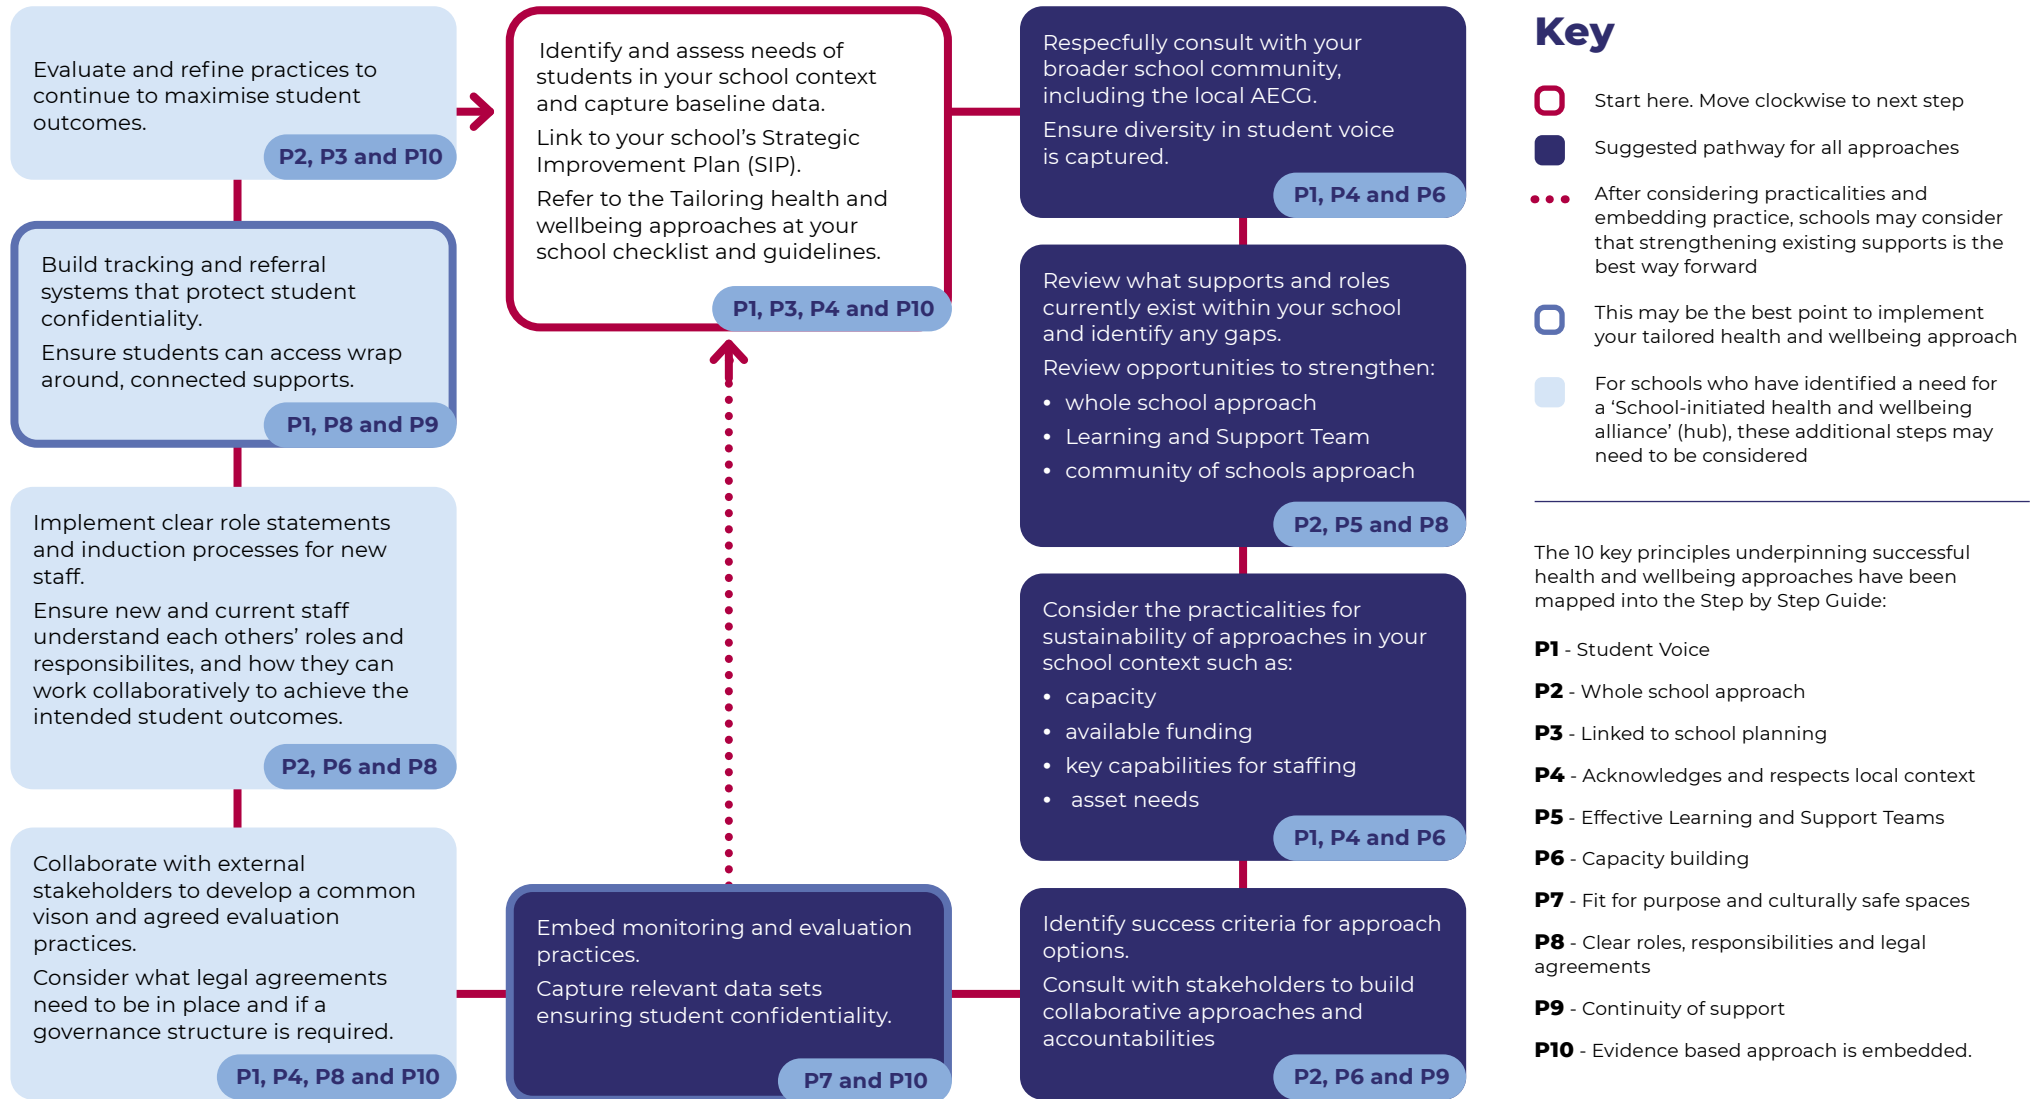 Evaluate and refine practices to
continue to maximise student
outcomes.
P2, P3 and P10
Build tracking and referral
systems that protect student
confidentiality.
Ensure students can access wrap
around, connected supports.
P1, P8 and P9
Implement clear role statements
and induction processes for new
staff.
Ensure new and current staff
understand each others’ roles and
responsibilites, and how they can
work collaboratively to achieve the
intended student outcomes.
P2, P6 and P8
Collaborate with external
stakeholders to develop a common
vison and agreed evaluation
practices.
Consider what legal agreements
need to be in place and if a
governance structure is required.
P1, P4, P8 and P10
Identify and assess needs of
students in your school context
and capture baseline data.
Link to your school’s Strategic
Improvement Plan (SIP).
Refer to the Tailoring health and
wellbeing approaches at your
school checklist and guidelines.
P1, P3, P4 and P10
Embed monitoring and evaluation
practices.
Capture relevant data sets
ensuring student confidentiality.
P7 and P10
Respecfully consult with your
broader school community,
including the local AECG.
Ensure diversity in student voice
is captured.
P1, P4 and P6
Review what supports and roles
currently exist within your school
and identify any gaps.
Review opportunities to strengthen:
• whole school approach
• Learning and Support Team
• community of schools approach
P2, P5 and P8
Consider the practicalities for
sustainability of approaches in your
school context such as:
• capacity
• available funding
• key capabilities for staffing
• asset needs
P1, P4 and P6
Identify success criteria for approach
options.
Consult with stakeholders to build
collaborative approaches and
accountabilities
P2, P6 and P9
Key
Start here. Move clockwise to next step
Suggested pathway for all approaches
After considering practicalities and
embedding practice, schools may consider
that strengthening existing supports is the
best way forward
This may be the best point to implement
your tailored health and wellbeing approach
For schools who have identified a need for
a ‘School-initiated health and wellbeing
alliance’ (hub), these additional steps may
need to be considered
The 10 key principles underpinning successful
health and wellbeing approaches have been
mapped into the Step by Step Guide:
P1 - Student Voice
P2 - Whole school approach
P3 - Linked to school planning
P4 - Acknowledges and respects local context
P5 - Effective Learning and Support Teams
P6 - Capacity building
P7 - Fit for purpose and culturally safe spaces
P8 - Clear roles, responsibilities and legal
agreements
P9 - Continuity of support
P10 - Evidence based approach is embedded.